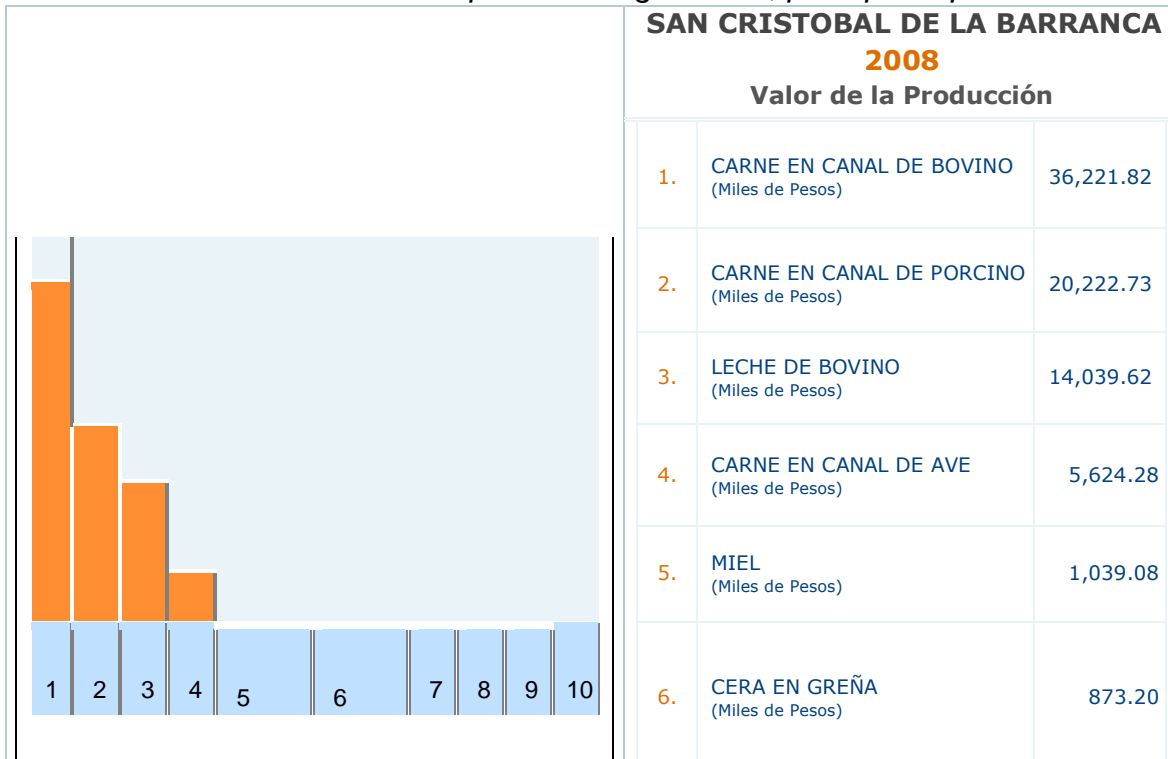 SAN CRISTOBAL DE LA BARRANCA
2008
Valor de la Producción
1. CARNE EN CANAL DE BOVINO 36,221.82
(Miles de Pesos)
2. CARNE EN CANAL DE PORCINO 20,222.73
(Miles de Pesos)
3. LECHE DE BOVINO 14,039.62
(Miles de Pesos)
4. CARNE EN CANAL DE AVE 5,624.28
(Miles de Pesos)
5. MIEL 1,039.08
(Miles de Pesos)
6. CERA EN GREÑA 873.20
(Miles de Pesos)
1 2 3 4 5 6 7 8 9 10